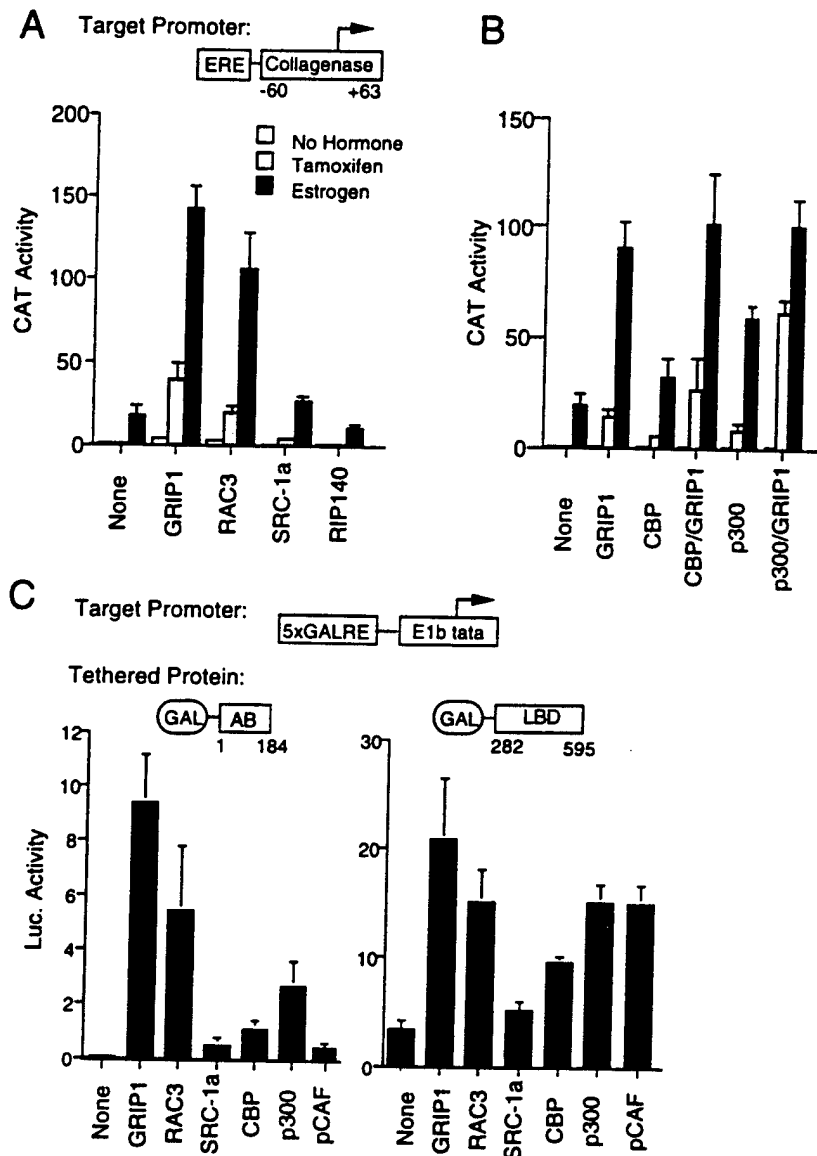 A
Target Promoter:
ERE
Collagenase
-60
+63
200
150
100
50
0
CAT Activity
No Hormone
Tamoxifen
Estrogen
None
GRIP1
RAC3
SRC-1a
RIP140
B
150
100
50
0
CAT Activity
None
GRIP1
CBP
CBP/GRIP1
p300
p300/GRIP1
C
Target Promoter:
5xGALRE
E1b tata
Tethered Protein:
GAL
AB
1
184
12
10
8
6
4
2
0
Luc. Activity
None
GRIP1
RAC3
SRC-1a
CBP
p300
pCAF
GAL
LBD
282
595
30
20
10
0
None
GRIP1
RAC3
SRC-1a
CBP
p300
pCAF